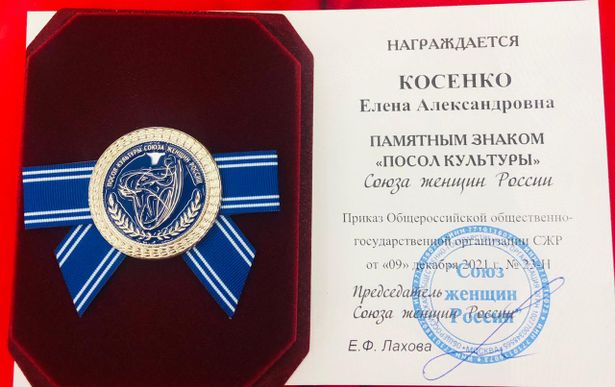 ПОСОЛ КУЛЬТУРЫ СОЮЗА ЖЕНЩИН РОССИИ
НАГРАЖДАЕТСЯ
КОСЕНКО
Елена Александровна
ПАМЯТНЫМ ЗНАКОМ
«ПОСОЛ КУЛЬТУРЫ»
Союза женщин России
Приказ Общероссийской общественно-
государственной организации СЖР
от «09» декабря 2021 г. №
Председатель
Союза женщин России
Е.Ф. Лахова
"Союз
женщин
России"
МОСКВА